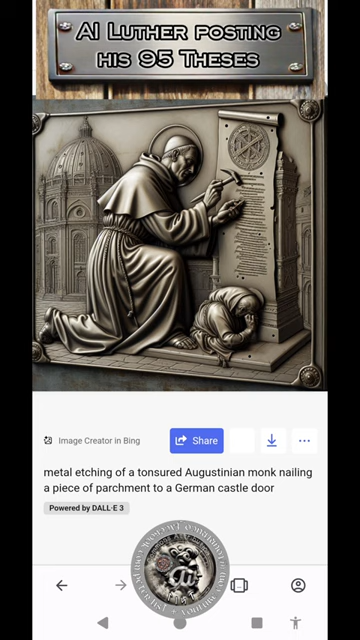 AI LUTHER POSTING
HIS 95 THESES
Image Creator in Bing
Share
metal etching of a tonsured Augustinian monk nailing
a piece of parchment to a German castle door
Powered by DALL·E 3